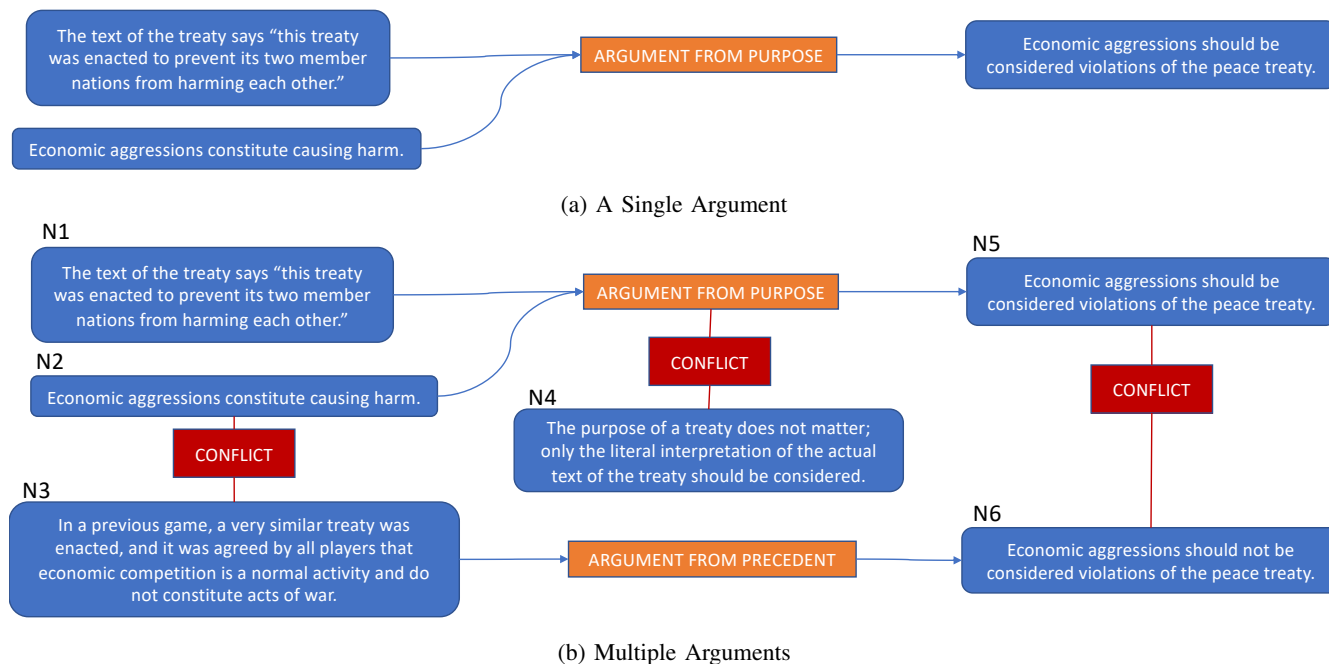 The text of the treaty says “this treaty
was enacted to prevent its two member
nations from harming each other.”
ARGUMENT FROM PURPOSE
Economic aggressions should be
considered violations of the peace treaty.
Economic aggressions constitute causing harm.
(a) A Single Argument
N1
The text of the treaty says “this treaty
was enacted to prevent its two member
nations from harming each other.”
ARGUMENT FROM PURPOSE
N5
Economic aggressions should be
considered violations of the peace treaty.
N2
Economic aggressions constitute causing harm.
CONFLICT
CONFLICT
CONFLICT
N4
The purpose of a treaty does not matter;
only the literal interpretation of the actual
text of the treaty should be considered.
N3
In a previous game, a very similar treaty was
enacted, and it was agreed by all players that
economic competition is a normal activity and do
not constitute acts of war.
ARGUMENT FROM PRECEDENT
N6
Economic aggressions should not be
considered violations of the peace treaty.
(b) Multiple Arguments